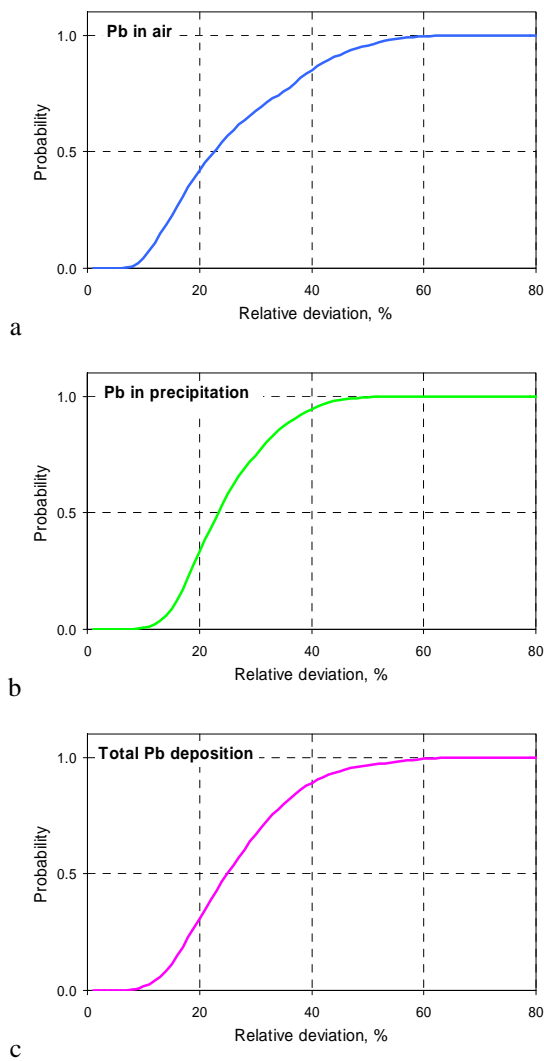 Pb in air
1.0
0.5
0.0
Probability
0 20 40 60 80
Relative deviation, %
a
Pb in precipitation
1.0
0.5
0.0
Probability
0 20 40 60 80
Relative deviation, %
b
Total Pb deposition
1.0
0.5
0.0
Probability
0 20 40 60 80
Relative deviation, %
c